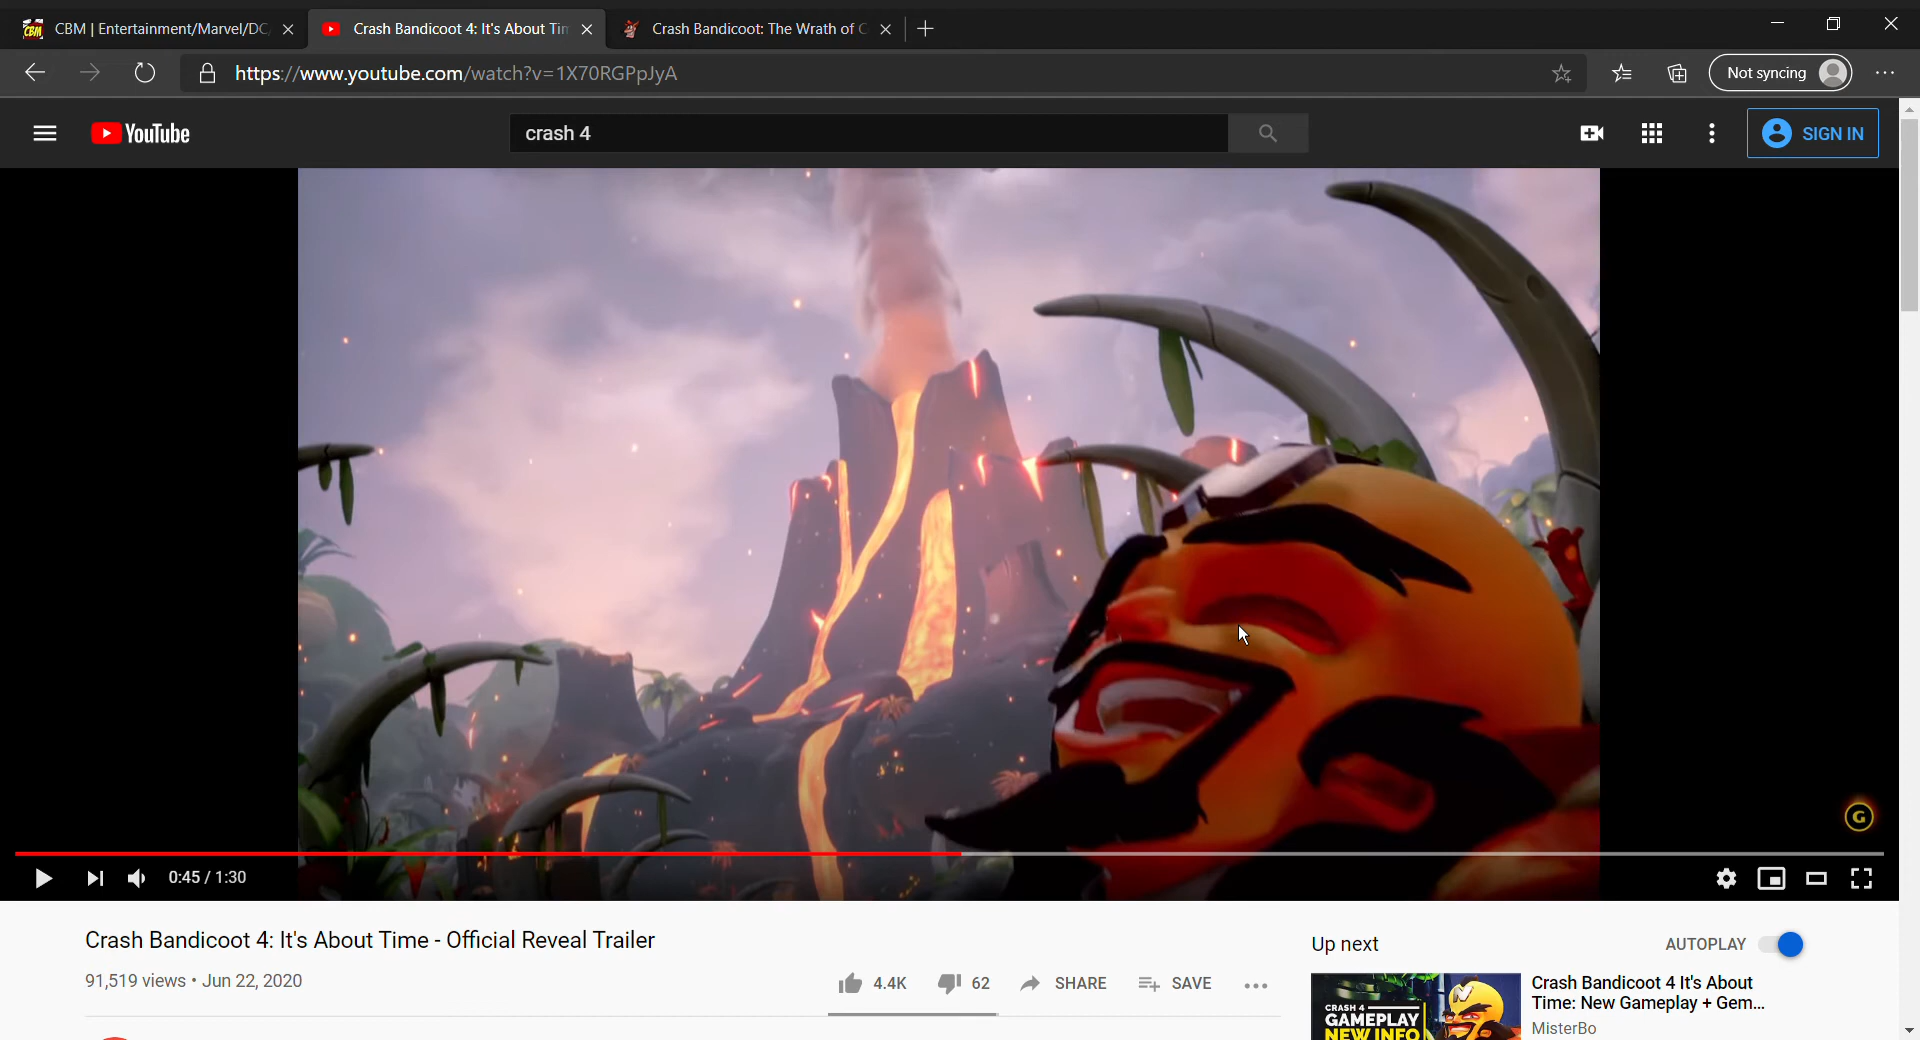 CBM | Entertainment/Marvel/DC
Crash Bandicoot 4: It's About Tim
Crash Bandicoot: The Wrath of C
https://www.youtube.com/watch?v=1X70RGPpJyA
Not syncing
YouTube
crash 4
SIGN IN
G
0:45 / 1:30
Crash Bandicoot 4: It's About Time - Official Reveal Trailer
91,519 views • Jun 22, 2020
4.4K
62
SHARE
SAVE
Up next
AUTOPLAY
CRASH 4
GAMEPLAY
NEW INFO
Crash Bandicoot 4 It's About
Time: New Gameplay + Gem...
MisterBo